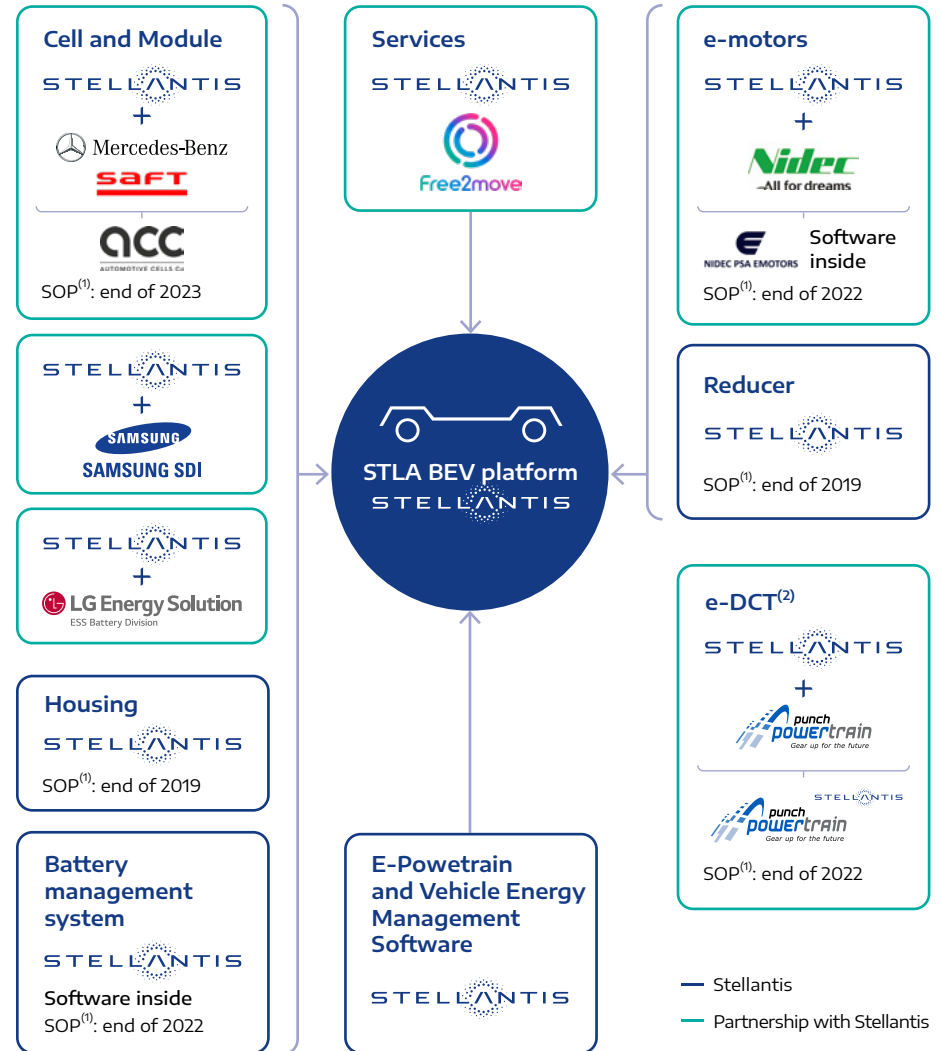 Cell and Module
STELLANTIS
+
Mercedes-Benz
SAFT
acc
AUTOMOTIVE CELLS Co
SOP(1): end of 2023
STELLANTIS
+
SAMSUNG
SAMSUNG SDI
STELLANTIS
+
LG LG Energy Solution
ESS Battery Division
Housing
STELLANTIS
SOP(1): end of 2019
Battery
management
system
STELLANTIS
Software inside
SOP(1): end of 2022
Services
STELLANTIS
Free2move
STLA BEV platform
STELLANTIS
E-Powetrain
and Vehicle Energy
Management
Software
STELLANTIS
e-motors
STELLANTIS
+
Nidec
-All for dreams
NIDEC PSA EMOTORS
Software
inside
SOP(1): end of 2022
Reducer
STELLANTIS
SOP(1): end of 2019
e-DCT(2)
STELLANTIS
+
punch
powertrain
Gear up for the future
STELLANTIS
punch
powertrain
Gear up for the future
SOP(1): end of 2022
Stellantis
Partnership with Stellantis